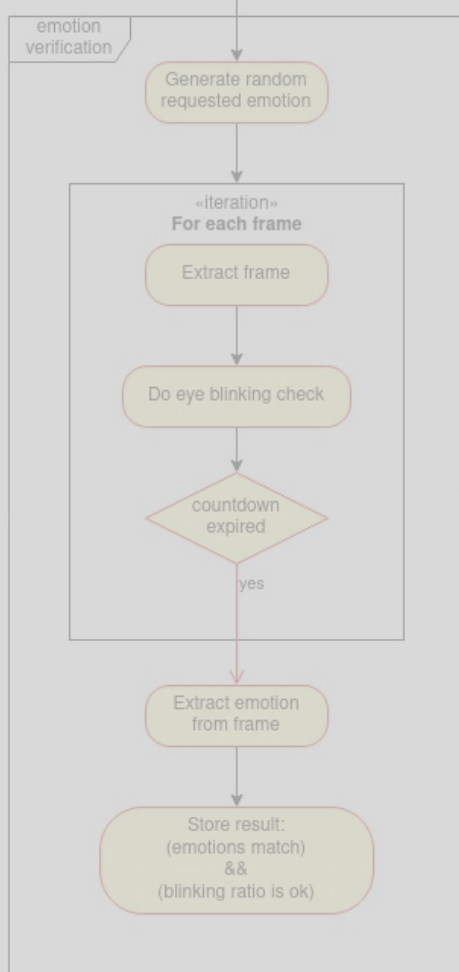 emotion
verification
Generate random
requested emotion
«iteration»
For each frame
Extract frame
Do eye blinking check
countdown
expired
yes
Extract emotion
from frame
Store result:
(emotions match)
&&
(blinking ratio is ok)